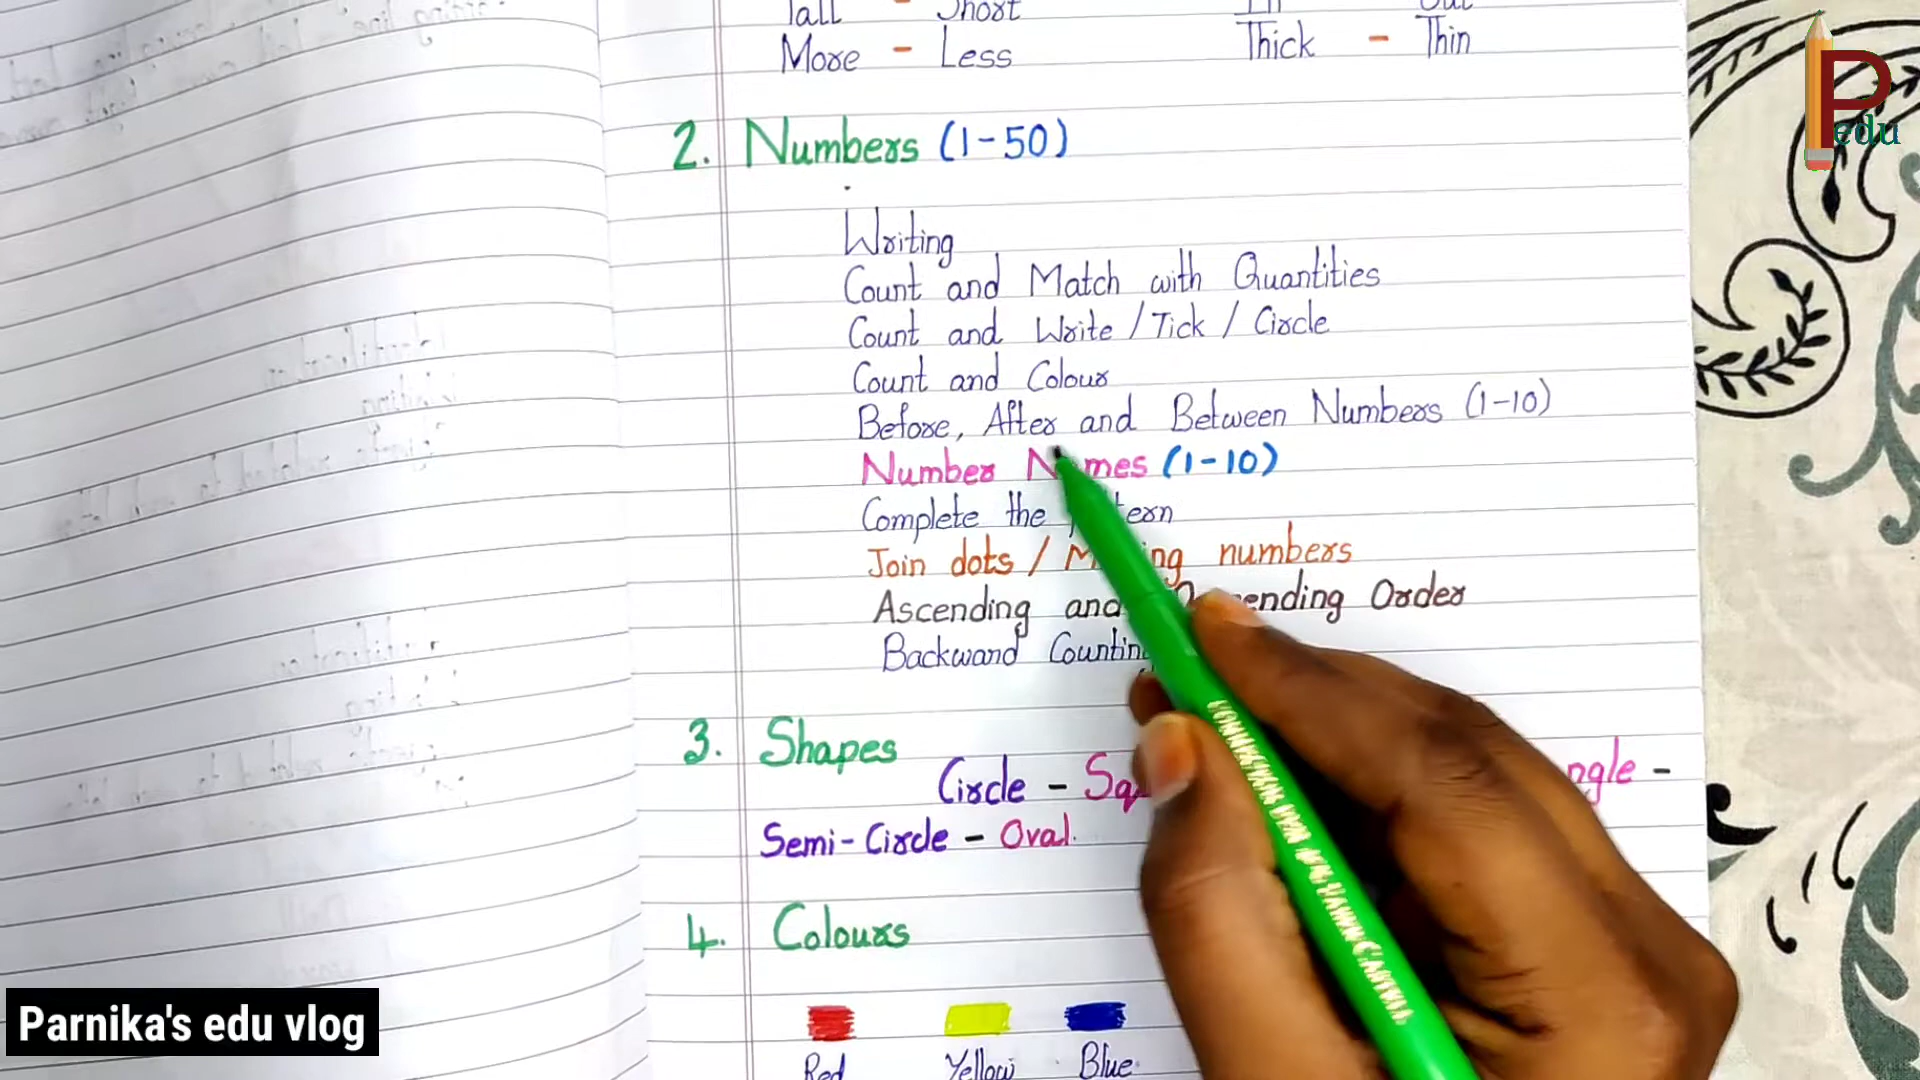 Tall - Short
More - Less
Thick - Thin
2. Numbers (1-50)
Writing
Count and Match with Quantities
Count and Write / Tick / Circle
Count and Colour
Before, After and Between Numbers (1-10)
Number Names (1-10)
Complete the
Join dots / numbers
Ascending and Order
Backward
3. Shapes
Circle -
Semi-Circle - Oval.
4. Colours
Red Yellow Blue
P
edu
Parnika's edu vlog